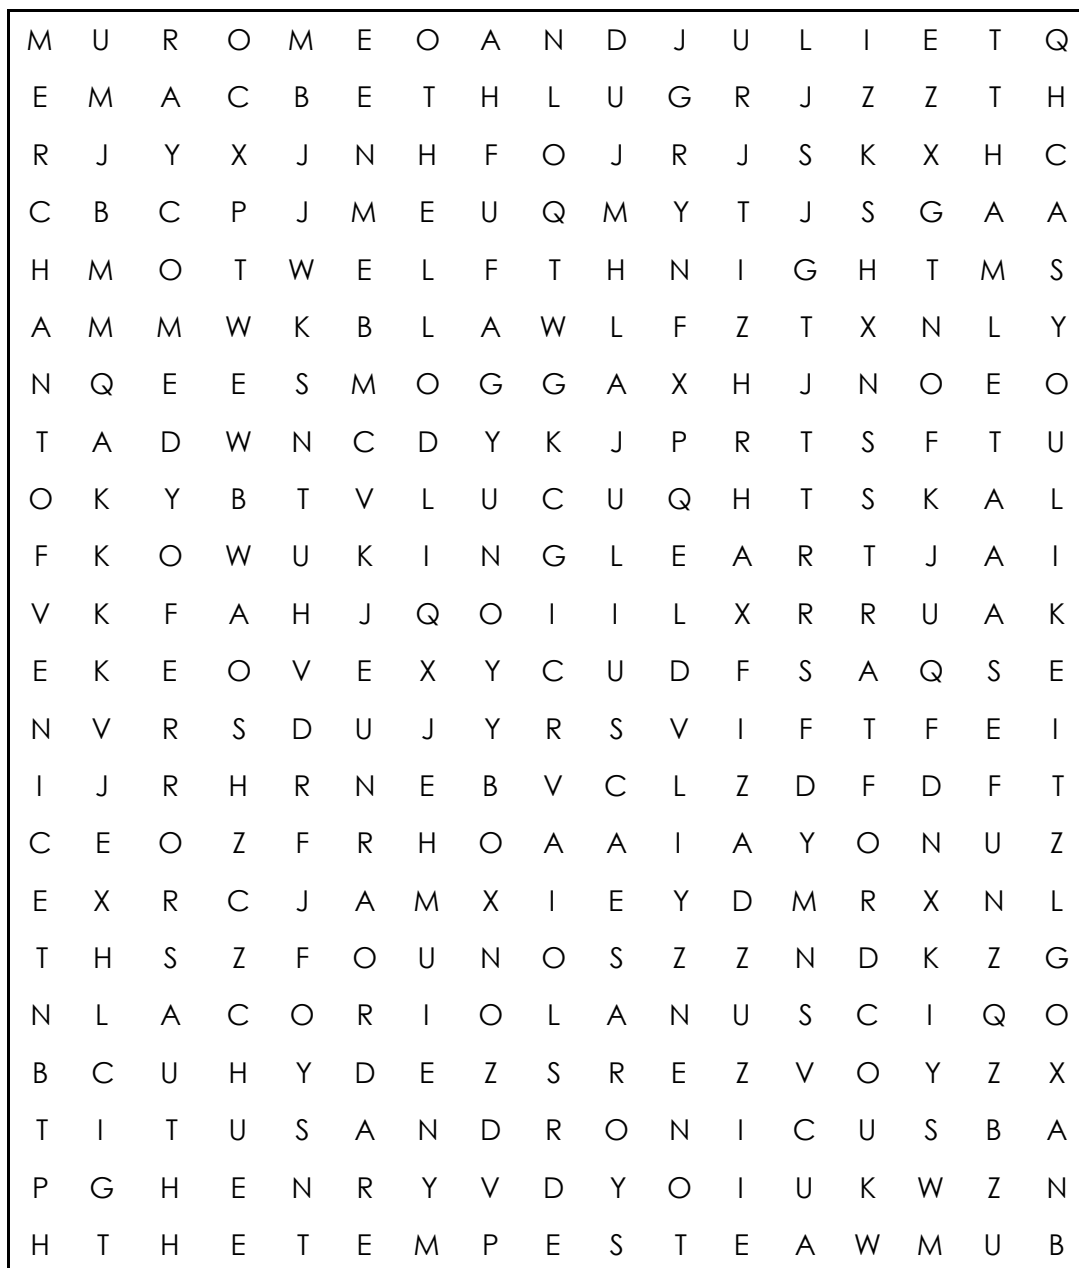 M U R O M E O A N D J U L I E T Q
E M A C B E T H L U G R J Z Z T H
R J Y X J N H F O J R J S K X H C
C B C P J M E U Q M Y T J S G A A
H M O T W E L F T H N I G H T M S
A M M W K B L A W L F Z T X N L Y
N Q E E S M O G G A X H J N O E O
T A D W N C D Y K J P R T S F T U
O K Y B T V L U C U Q H T S K A L
F K O W U K I N G L E A R T J A I
V K F A H J Q O I I L X R R U A K
E K E O V E X Y C U D F S A Q S E
N V R S D U J Y R S V I F T F E I
I J R H R N E B V C L Z D F D F T
C E O Z F R H O A A I A Y O N U Z
E X R C J A M X I E Y D M R X N L
T H S Z F O U N O S Z Z N D K Z G
N L A C O R I O L A N U S C I Q O
B C U H Y D E Z S R E Z V O Y Z X
T I T U S A N D R O N I C U S B A
P G H E N R Y V D Y O I U K W Z N
H T H E T E M P E S T E A W M U B